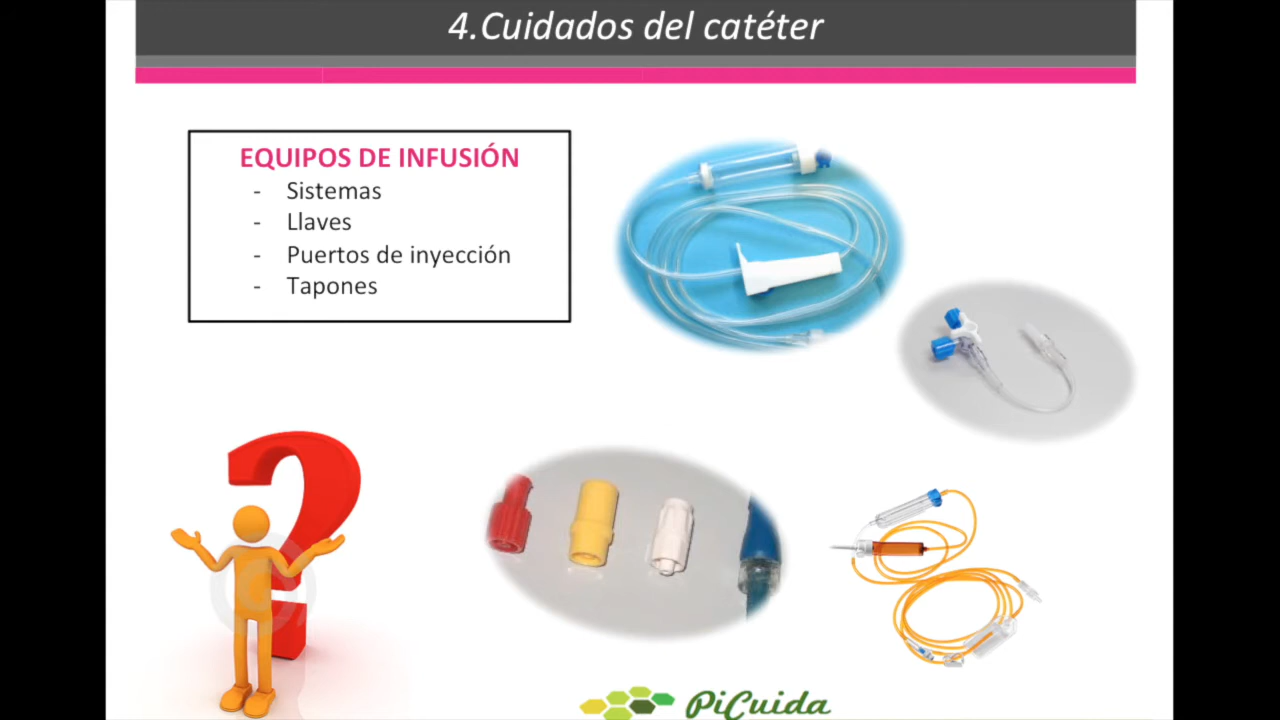 4.Cuidados del catéter
EQUIPOS DE INFUSIÓN
- Sistemas
- Llaves
- Puertos de inyección
- Tapones
PiCuida